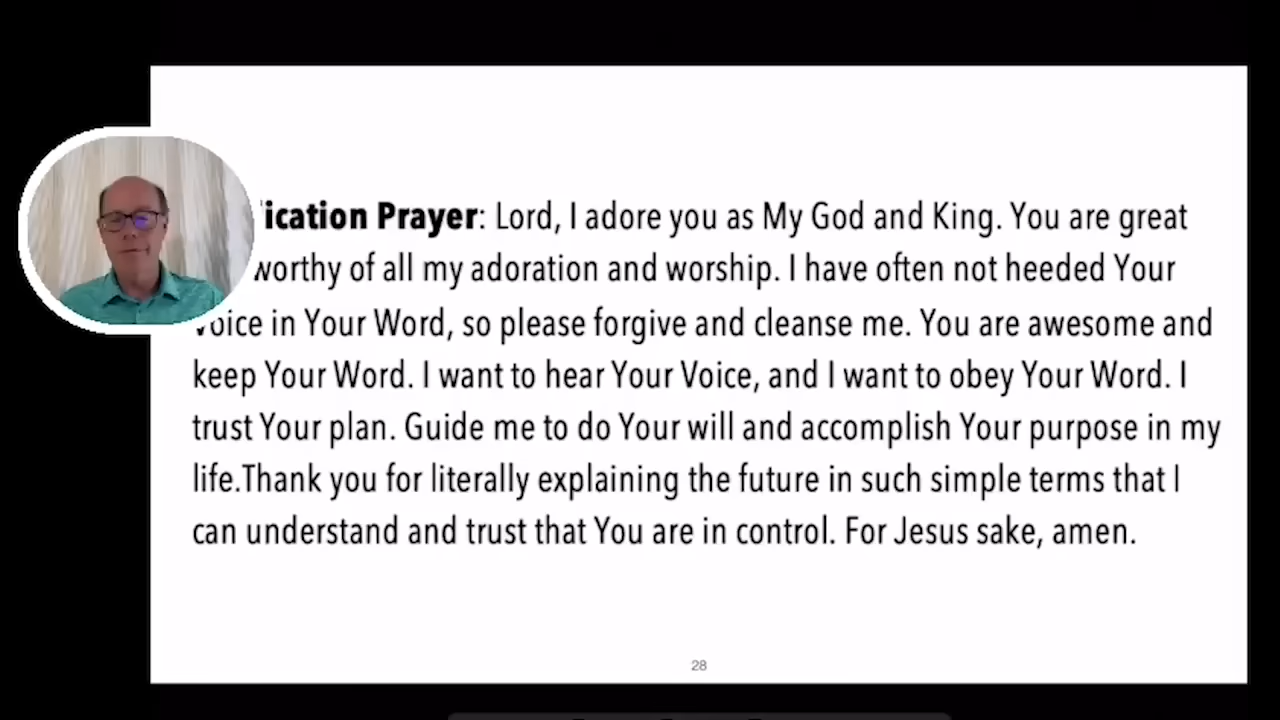 ication Prayer: Lord, I adore you as My God and King. You are great
worthy of all my adoration and worship. I have often not heeded Your
Voice in Your Word, so please forgive and cleanse me. You are awesome and
keep Your Word. I want to hear Your Voice, and I want to obey Your Word. I
trust Your plan. Guide me to do Your will and accomplish Your purpose in my
life.Thank you for literally explaining the future in such simple terms that I
can understand and trust that You are in control. For Jesus sake, amen.
28